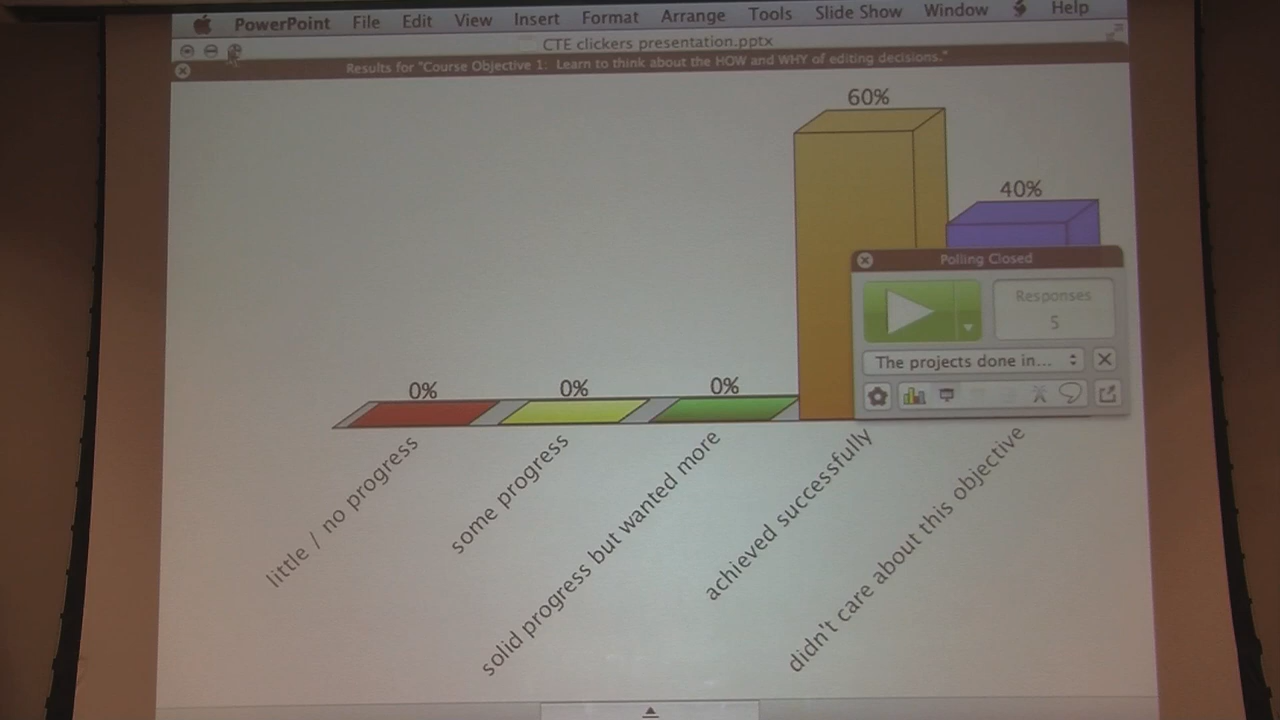 PowerPoint File Edit View Insert Format Arrange Tools Slide Show Window Help
CTE clickers presentation.pptx
Results for "Course Objective 1: Learn to think about the HOW and WHY of editing decisions."
60%
40%
Polling Closed
Responses
5
The projects done in...
0%
0%
0%
little / no progress
some progress
solid progress but wanted more
achieved successfully
didn't care about this objective